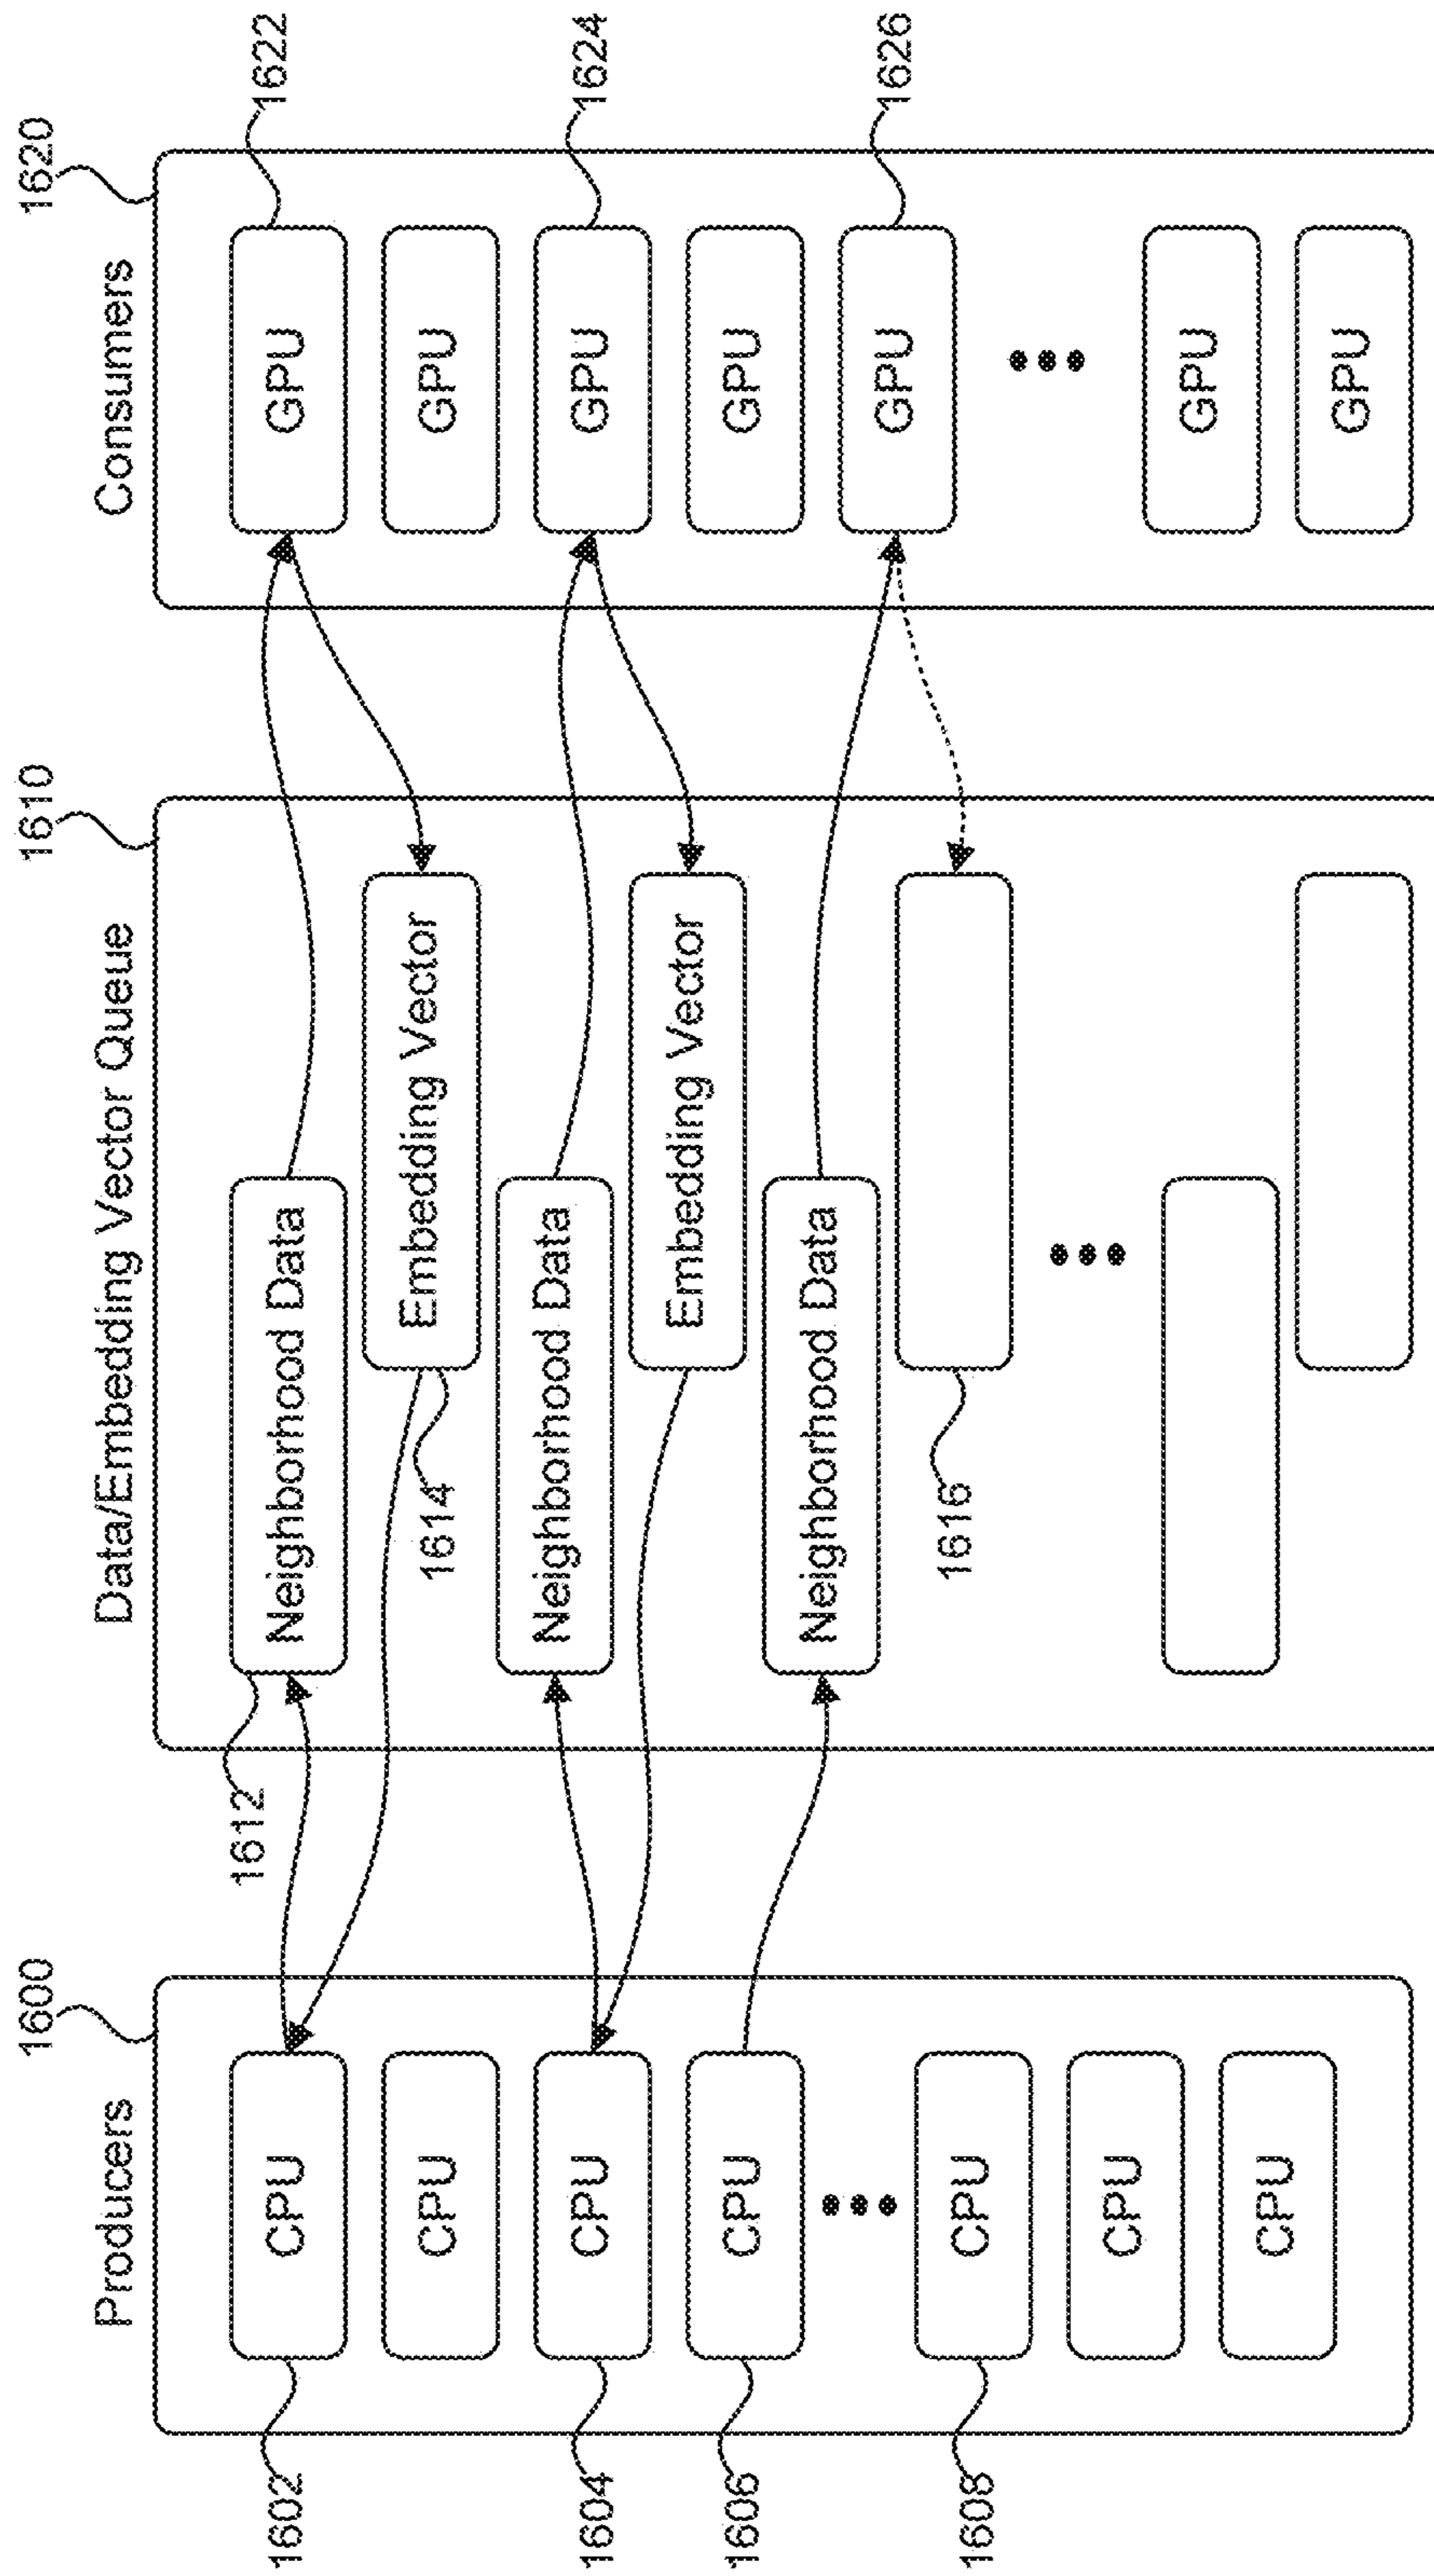 1600
Producers
1602
CPU
CPU
1604
CPU
1606
CPU
1608
CPU
CPU
CPU
1610
Data/Embedding Vector Queue
1612
Neighborhood Data
Embedding Vector
1614
Neighborhood Data
Embedding Vector
Neighborhood Data
1616
1620
Consumers
GPU
1622
GPU
GPU
1624
GPU
GPU
1626
GPU
GPU